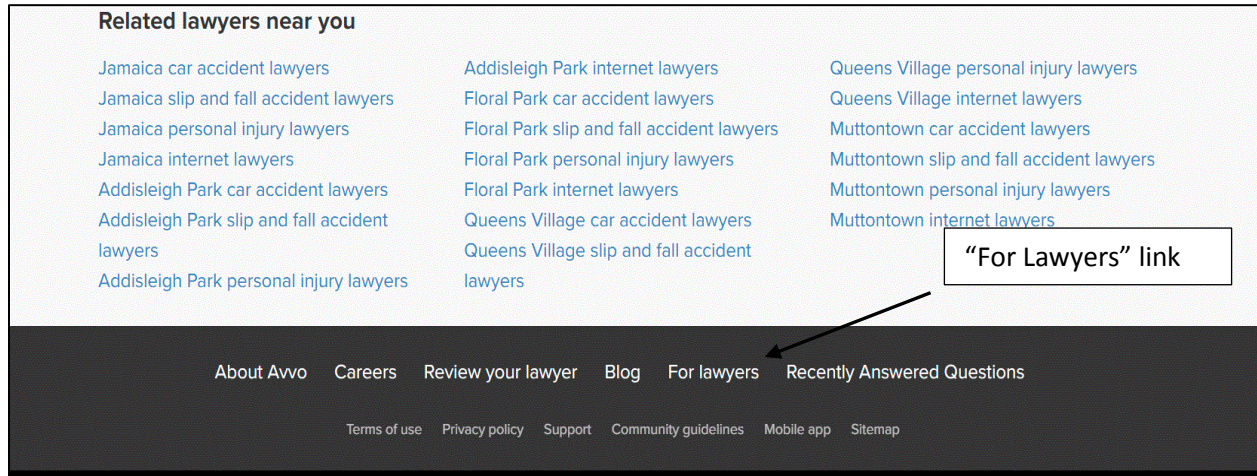 Related lawyers near you
Jamaica car accident lawyers
Jamaica slip and fall accident lawyers
Jamaica personal injury lawyers
Jamaica internet lawyers
Addisleigh Park car accident lawyers
Addisleigh Park slip and fall accident
lawyers
Addisleigh Park personal injury lawyers
Addisleigh Park internet lawyers
Floral Park car accident lawyers
Floral Park slip and fall accident lawyers
Floral Park personal injury lawyers
Floral Park internet lawyers
Queens Village car accident lawyers
Queens Village slip and fall accident
lawyers
Queens Village personal injury lawyers
Queens Village internet lawyers
Muttontown car accident lawyers
Muttontown slip and fall accident lawyers
Muttontown personal injury lawyers
Muttontown internet lawyers
“For Lawyers” link
About Avvo Careers Review your lawyer Blog For lawyers Recently Answered Questions
Terms of use Privacy policy Support Community guidelines Mobile app Sitemap